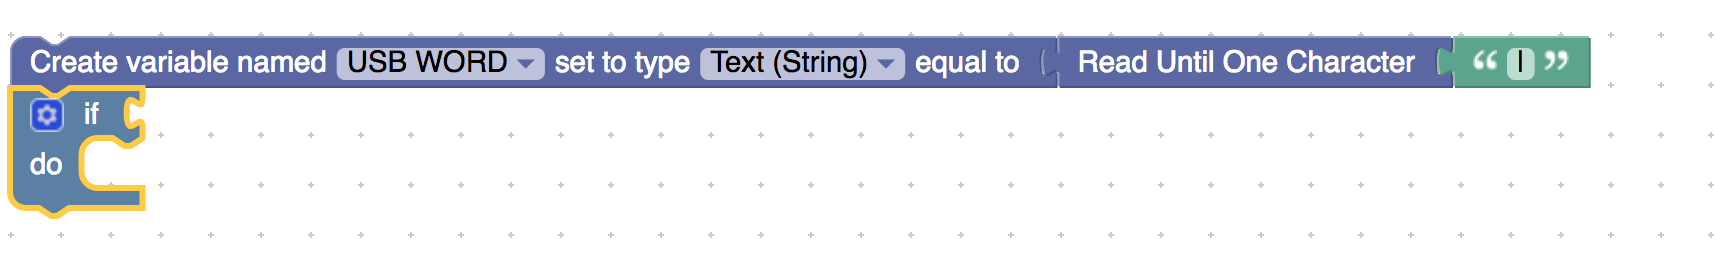 Create variable named USB WORD set to type Text (String) equal to Read Until One Character “ | ”
if
do